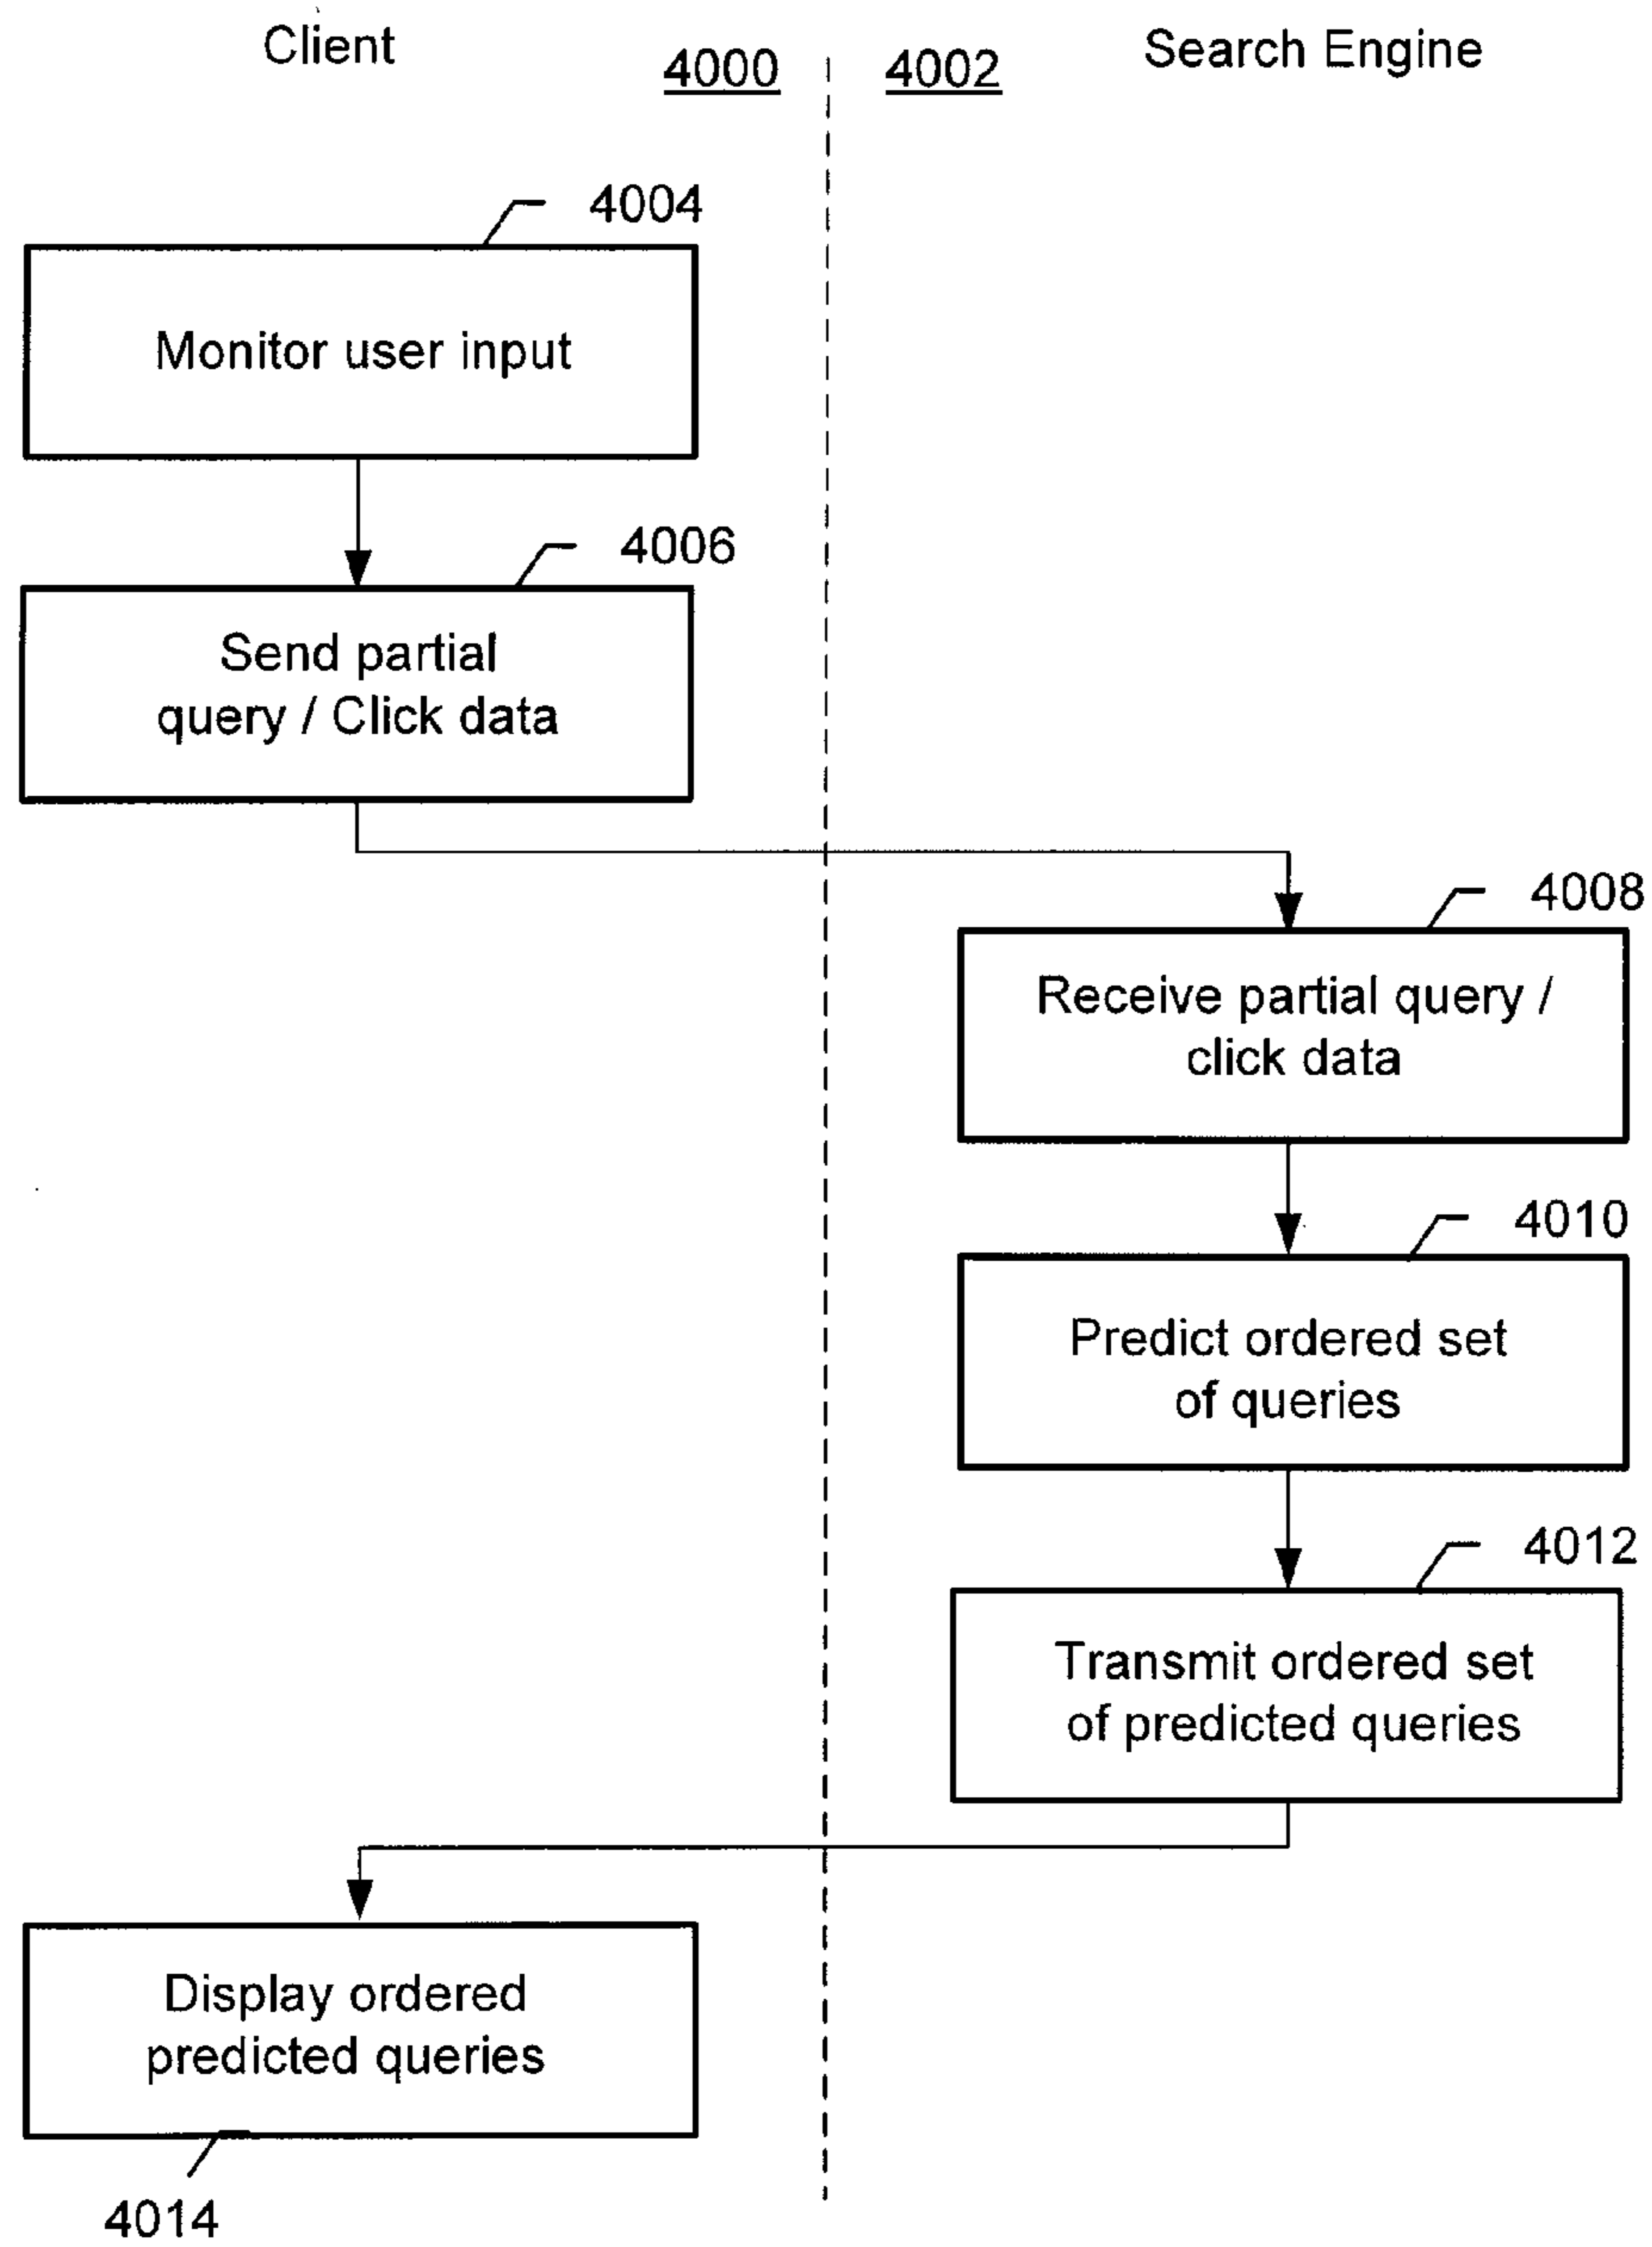 Client
4000
4002
Search Engine
4004
Monitor user input
4006
Send partial
query / Click data
4008
Receive partial query /
click data
4010
Predict ordered set
of queries
4012
Transmit ordered set
of predicted queries
Display ordered
predicted queries
4014